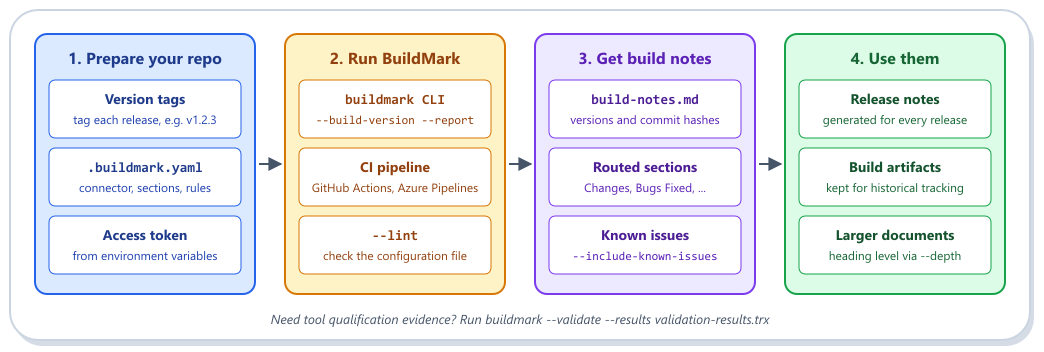 1. Prepare your repo
Version tags
tag each release, e.g. v1.2.3
.buildmark.yaml
connector, sections, rules
Access token
from environment variables
2. Run BuildMark
buildmark CLI
--build-version --report
CI pipeline
GitHub Actions, Azure Pipelines
--lint
check the configuration file
3. Get build notes
build-notes.md
versions and commit hashes
Routed sections
Changes, Bugs Fixed, ...
Known issues
--include-known-issues
4. Use them
Release notes
generated for every release
Build artifacts
kept for historical tracking
Larger documents
heading level via --depth
Need tool qualification evidence? Run buildmark --validate --results validation-results.trx